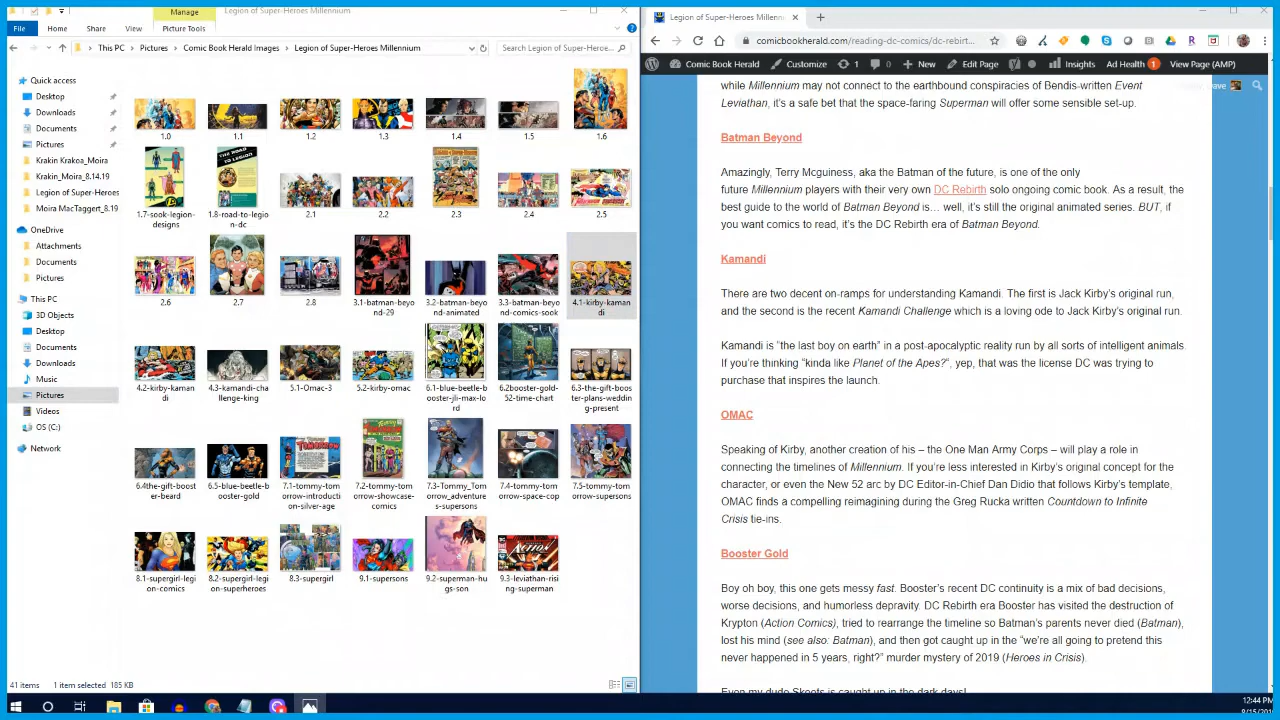 Manage
Legion of Super-Heroes Millennium
File
Home
Share
View
Picture Tools
This PC
Pictures
Comic Book Herald Images
Legion of Super-Heroes Millennium
Search Legion of Super-Heroe...
Quick access
Desktop
Downloads
Documents
Pictures
Krakin Krakoa_Moira
Krakin_Moira_8.14.19
Legion of Super-Heroes
Moira MacTaggert_8.19
OneDrive
Attachments
Documents
Pictures
This PC
3D Objects
Desktop
Documents
Downloads
Music
Pictures
Videos
OS (C:)
Network
1.0
1.1
1.2
1.3
1.4
1.5
1.6
1.7-sook-legion-designs
1.8-road-to-legion-dc
2.1
2.2
2.3
2.4
2.5
2.6
2.7
2.8
3.1-batman-beyond-29
3.2-batman-beyond-animated
3.3-batman-beyond-comics-sook
4.1-kirby-kamandi
4.2-kirby-kamandi
4.3-kamandi-challenge-king
5.1-Omac-3
5.2-kirby-omac
6.1-blue-beetle-booster-jli-max-lord
6.2booster-gold-52-time-chart
6.3-the-gift-booster-plans-wedding-present
6.4the-gift-booster-beard
6.5-blue-beetle-booster-gold
7.1-tommy-tomorrow-introduction-silver-age
7.2-tommy-tomorrow-showcase-comics
7.3-Tommy_Tomorrow_adventures-supersons
7.4-tommy-tomorrow-space-cop
7.5-tommy-tomorrow-supersons
8.1-supergirl-legion-comics
8.2-supergirl-legion-superheroes
8.3-supergirl
9.1-supersons
9.2-superman-hugs-son
9.3-leviathan-rising-superman
41 items
1 item selected 185 KB
Legion of Super-Heroes Millenn
comicbookherald.com/reading-dc-comics/dc-rebirt...
Comic Book Herald
Customize
1
0
New
Edit Page
Insights
Ad Health
1
View Page (AMP)
while Millennium may not connect to the earthbound conspiracies of Bendis-written Event
Leviathan, it's a safe bet that the space-faring Superman will offer some sensible set-up.
Batman Beyond
Amazingly, Terry Mcguiness, aka the Batman of the future, is one of the only
future Millennium players with their very own DC Rebirth solo ongoing comic book. As a result, the
best guide to the world of Batman Beyond is… well, it's still the original animated series. BUT, if
you want comics to read, it's the DC Rebirth era of Batman Beyond.
Kamandi
There are two decent on-ramps for understanding Kamandi. The first is Jack Kirby's original run,
and the second is the recent Kamandi Challenge which is a loving ode to Jack Kirby's original run.
Kamandi is "the last boy on earth" in a post-apocalyptic reality run by all sorts of intelligent animals.
If you're thinking "kinda like Planet of the Apes?", yep, that was the license DC was trying to
purchase that inspires the launch.
OMAC
Speaking of Kirby, another creation of his – the One Man Army Corps – will play a role in
connecting the timelines of Millennium. If you're less interested in Kirby's original concept for the
character, or even the New 52 arc by DC Editor-in-Chief Dan Didio that follows Kirby's template,
OMAC finds a compelling reimagining during the Greg Rucka written Countdown to Infinite
Crisis tie-ins.
Booster Gold
Boy oh boy, this one gets messy fast. Booster's recent DC continuity is a mix of bad decisions,
worse decisions, and humorless depravity. DC Rebirth era Booster has visited the destruction of
Krypton (Action Comics), tried to rearrange the timeline so Batman's parents never died (Batman),
lost his mind (see also: Batman), and then got caught up in the "we're all going to pretend this
never happened in 5 years, right?" murder mystery of 2019 (Heroes in Crisis).
Even my dude Skeets is caught up in the dark days!
12:44 PM